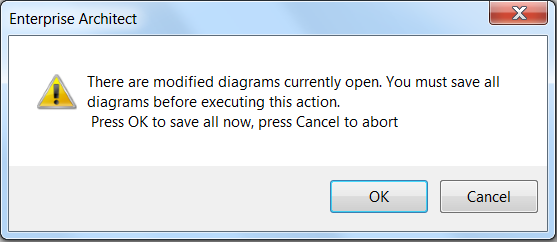 Enterprise Architect
There are modified diagrams currently open. You must save all
diagrams before executing this action.
Press OK to save all now, press Cancel to abort
OK
Cancel